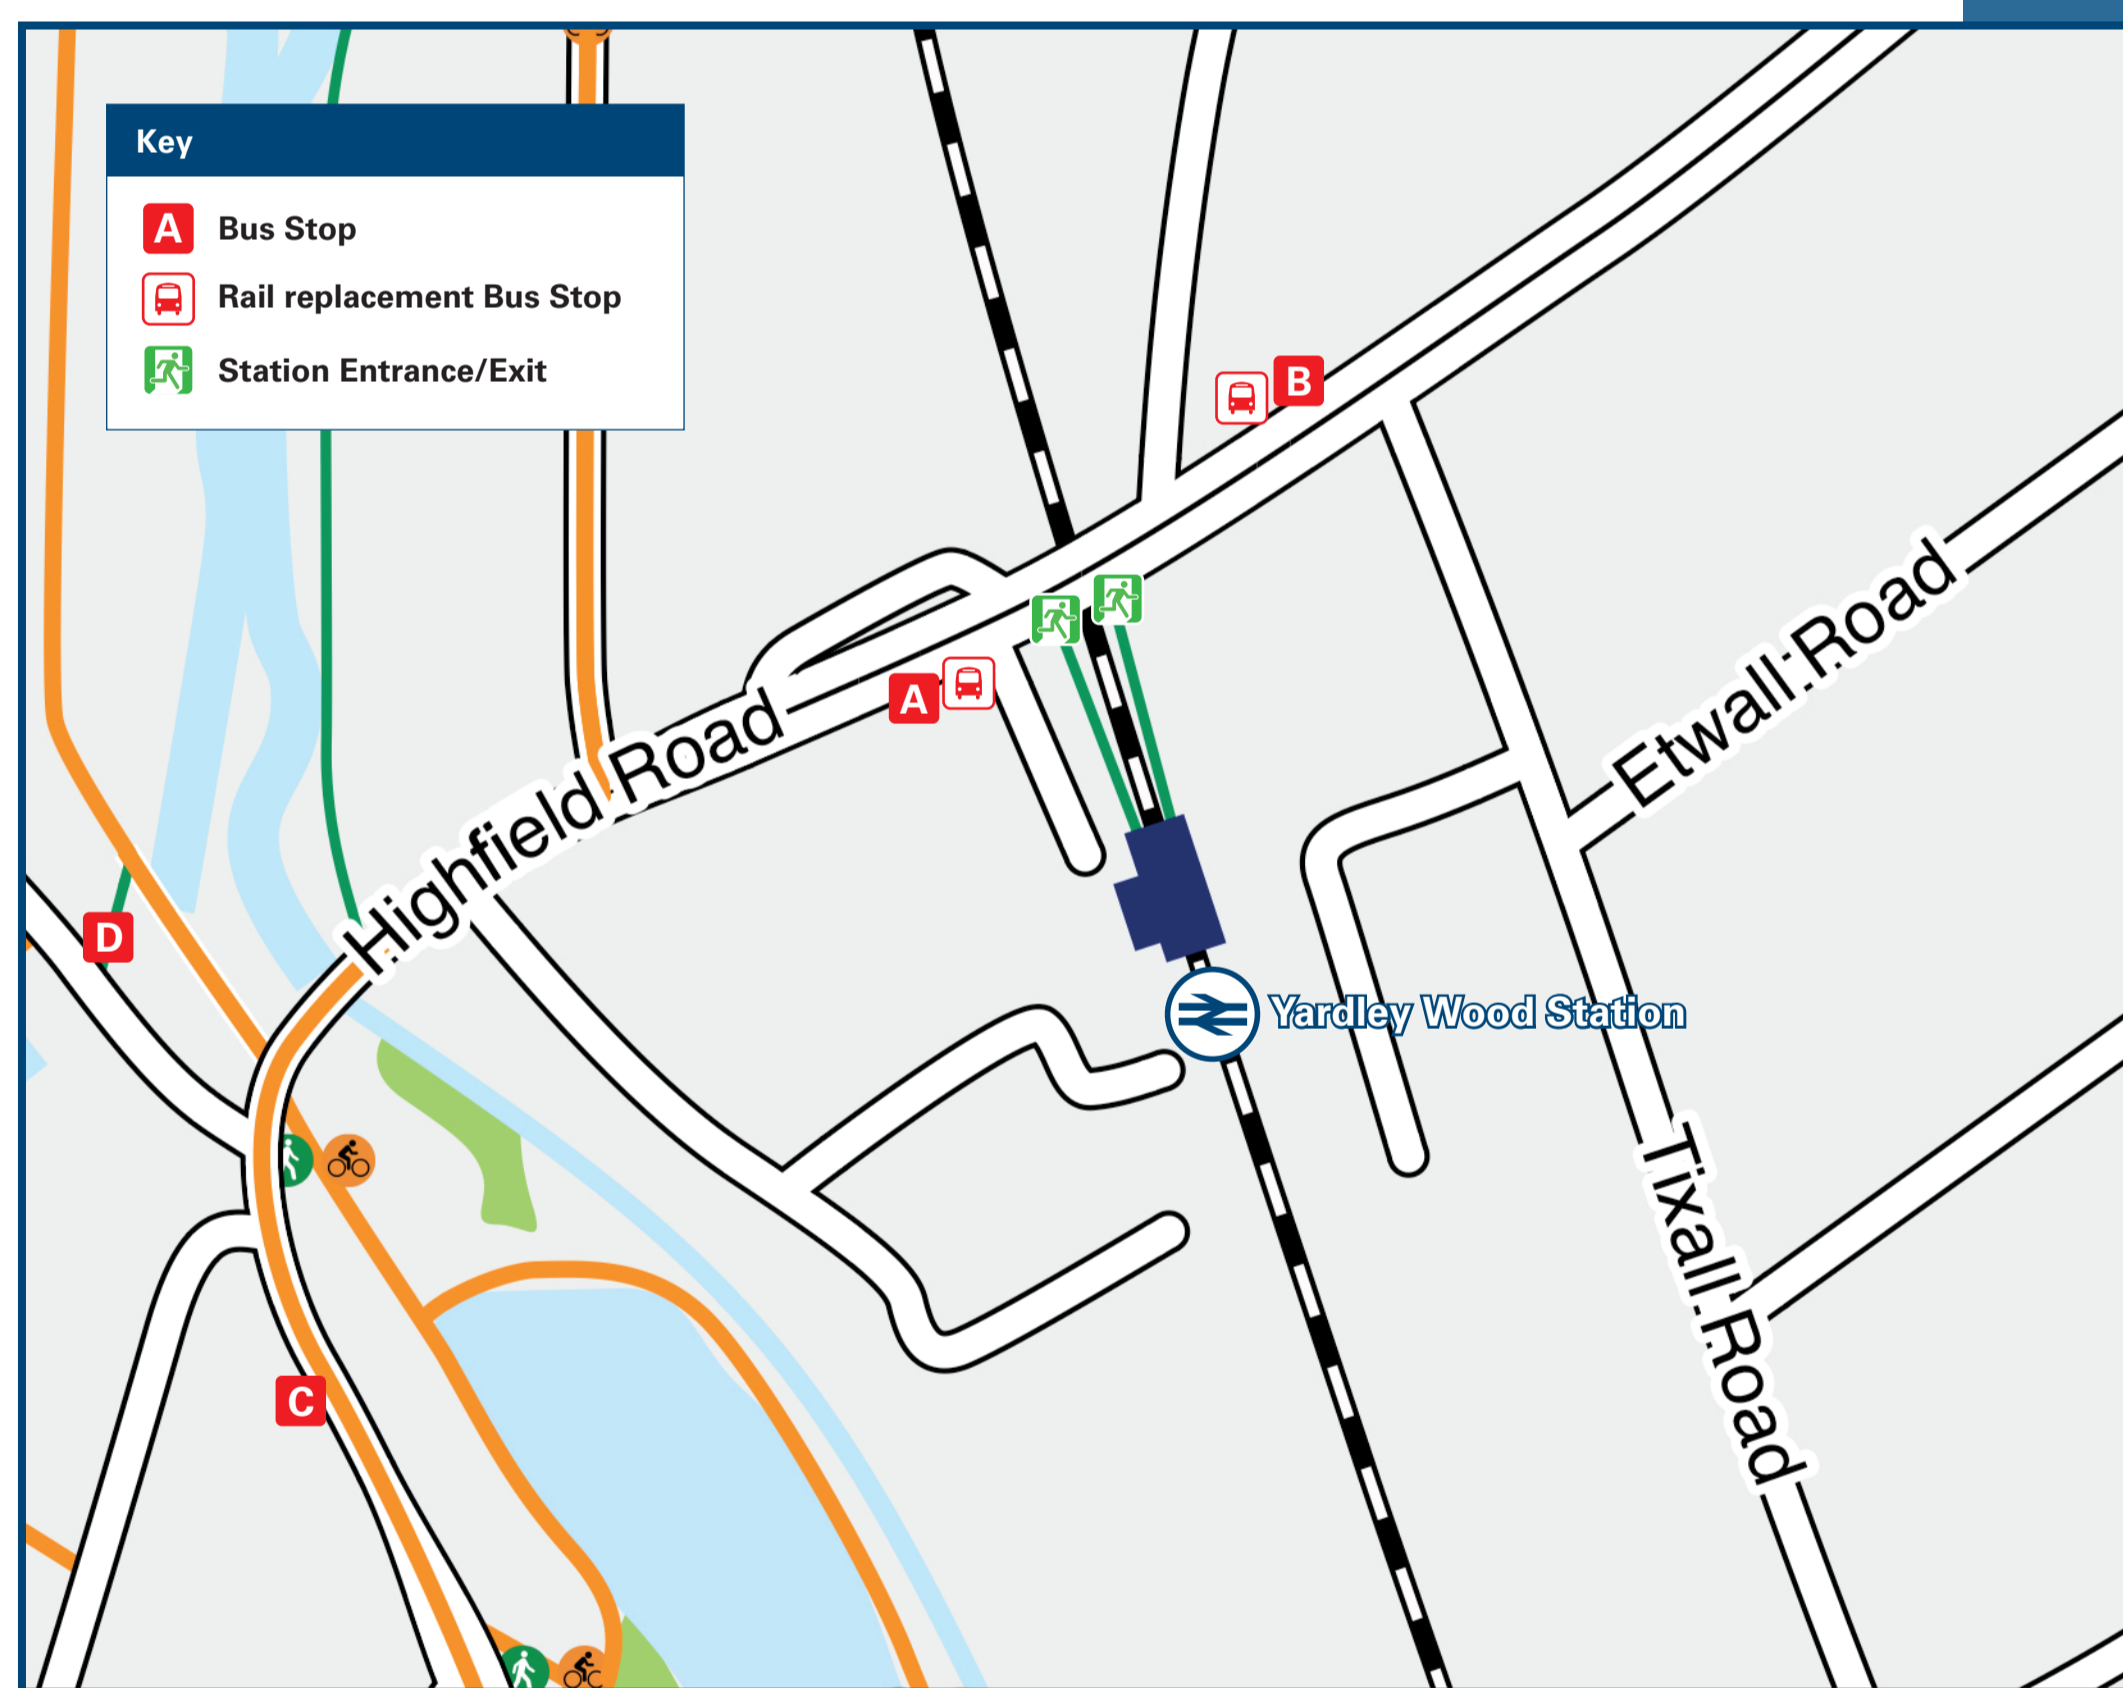 Key
A Bus Stop
Rail replacement Bus Stop
Station Entrance/Exit
B
A
Highfield Road
Etwall Road
D
Yardley Wood Station
Tixall Road
C